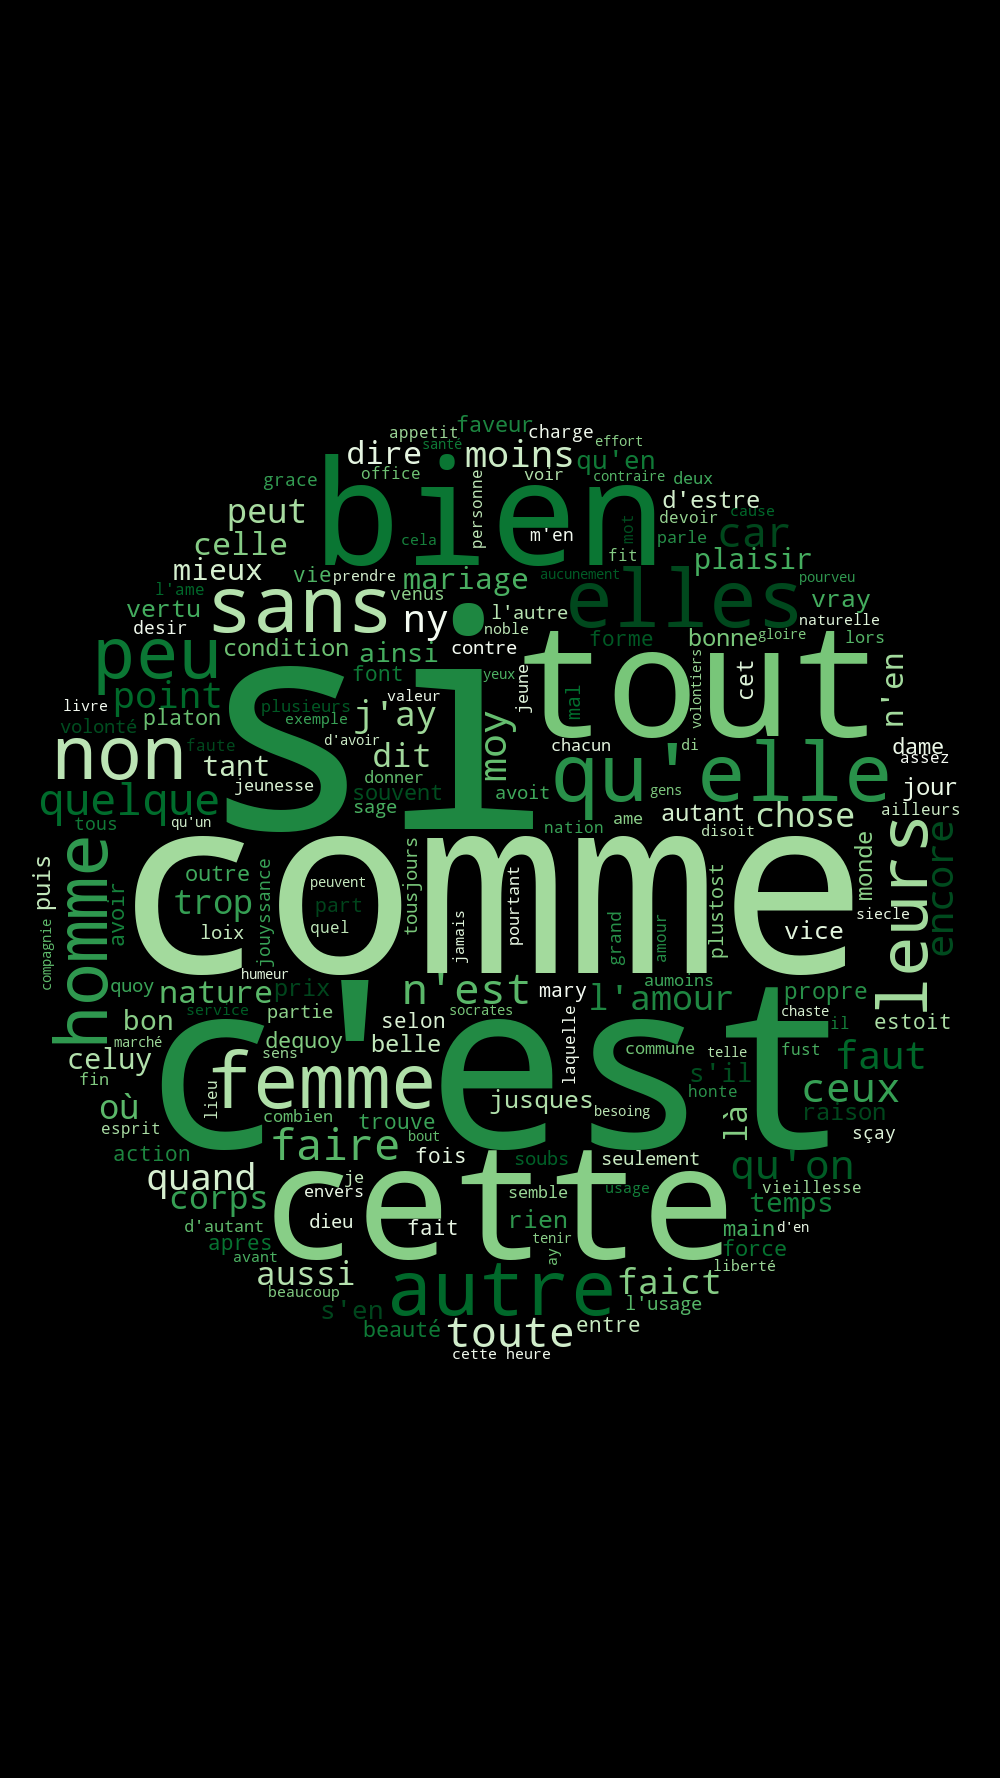 faveur
appetit
charge
santé
effort
dire
moins
qu'en
office
voir
contraire
deux
grace
bien
personne
d'estre
peut
devoir
cause
mot
car
celle
cela
m'en
parle
fit
plaisir
mieux
vie
prendre
mariage
aucunement
elles
pourveu
l'ame
venus
vray
vertu
sans
ny
l'autre
naturelle
desir
noble
forme
bonne
gloire
lors
peu
condition
ainsi
contre
tout
si
font
yeux
jeune
volontiers
cet
n'en
point
livre
platon
plusieurs
valeur
exemple
j'ay
moy
mal
volonté
non
faute
d'avoir
dit
chacun
di
dame
assez
tant
jeunesse
donner
qu'elle
quelque
souvent
sage
avoit
gens
jour
tous
qu'un
nation
ame
autant
disoit
chose
ailleurs
homme
puis
comme
leurs
encore
monde
outre
peuvent
tousjours
pourtant
plustost
avoir
trop
part
jouyssance
grand
amour
siecle
compagnie
loix
quel
jamais
vice
humeur
quoy
nature
prix
n'est
mary
l'amour
aumoins
propre
c'est
service
partie
socrates
chaste
bon
selon
il
estoit
marché
dequoy
belle
laquelle
commune
telle
fust
faut
celuy
sens
femme
s'il
fin
lieu
jusques
honte
ceux
où
combien
trouve
besoing
là
raison
esprit
faire
bout
sçay
action
fois
soubs
seulement
qu'on
quand
je
cette
corps
envers
semble
usage
vieillesse
temps
dieu
fait
rien
d'autant
main
d'en
apres
tenir
force
avant
ay
liberté
aussi
beaucoup
autre
faict
s'en
l'usage
beauté
toute
entre
cette heure